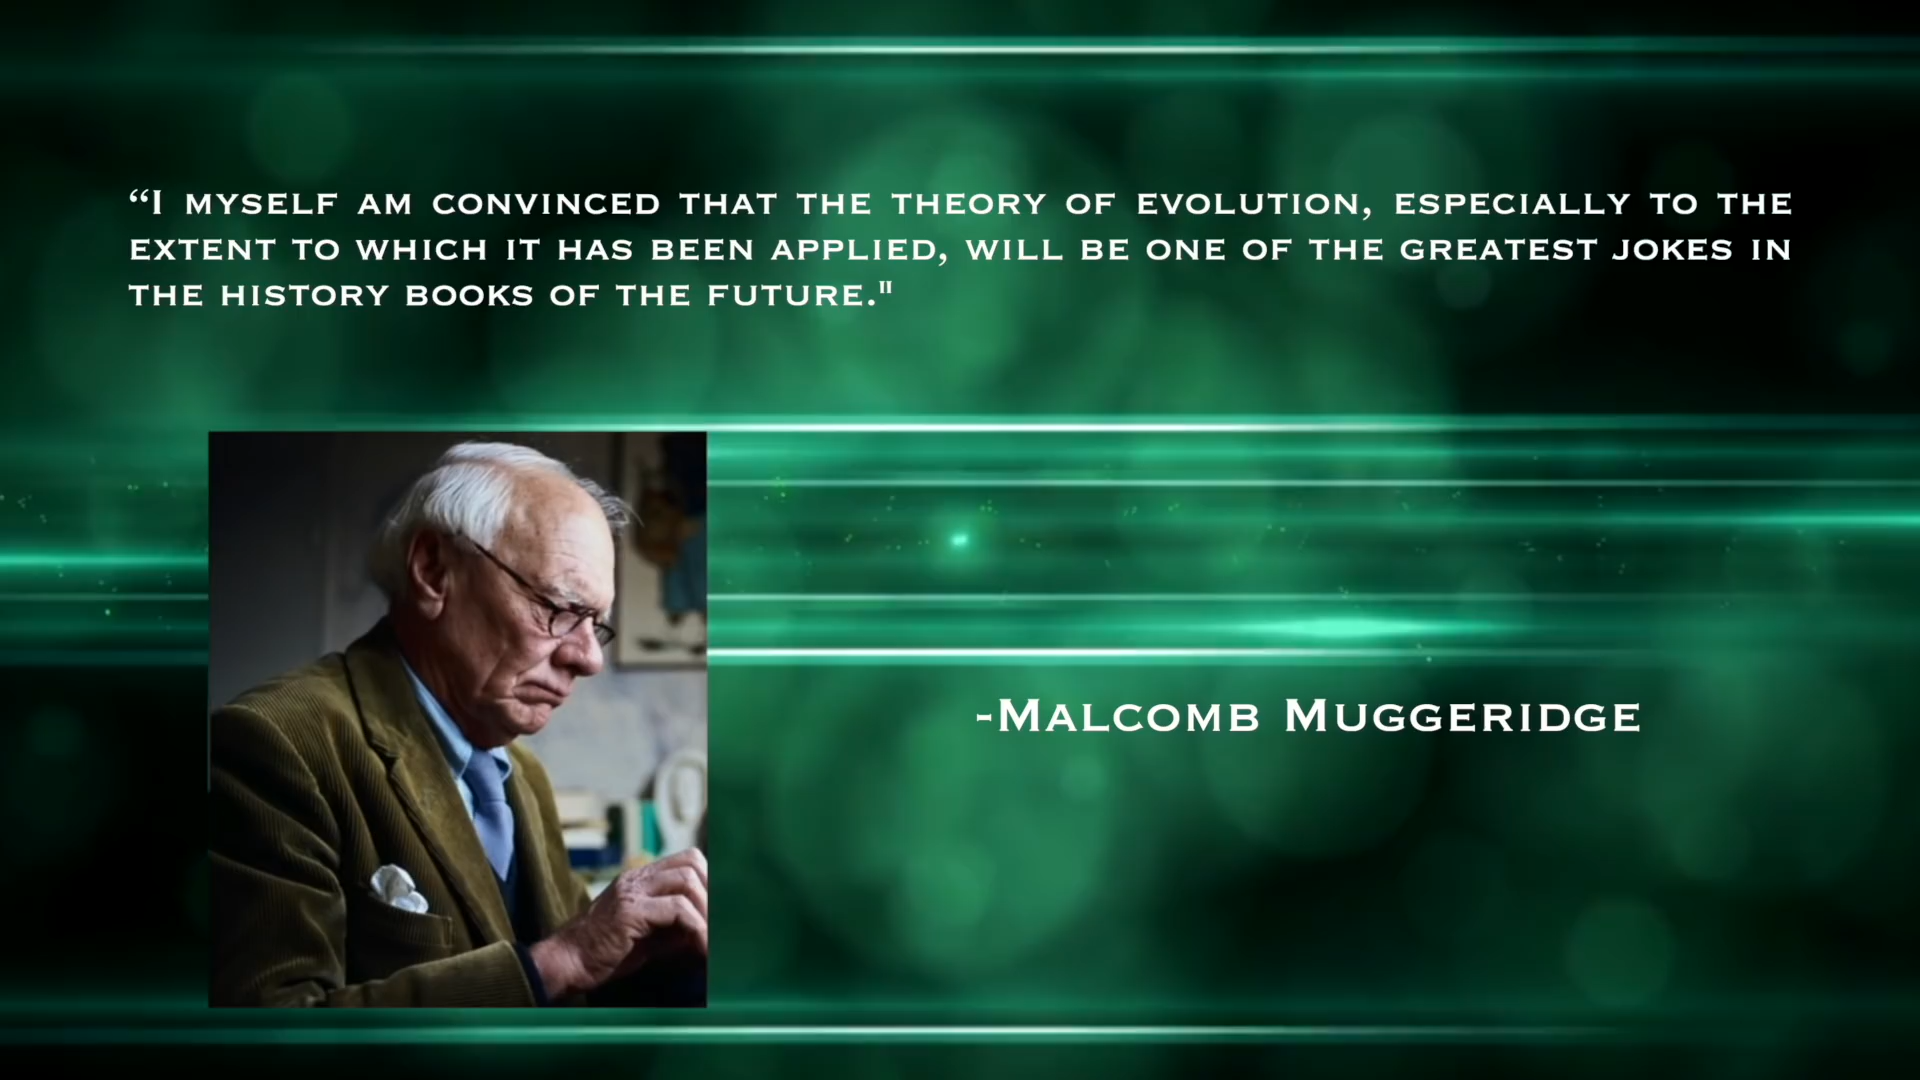 “I MYSELF AM CONVINCED THAT THE THEORY OF EVOLUTION, ESPECIALLY TO THE
EXTENT TO WHICH IT HAS BEEN APPLIED, WILL BE ONE OF THE GREATEST JOKES IN
THE HISTORY BOOKS OF THE FUTURE."
-MALCOMB MUGGERIDGE